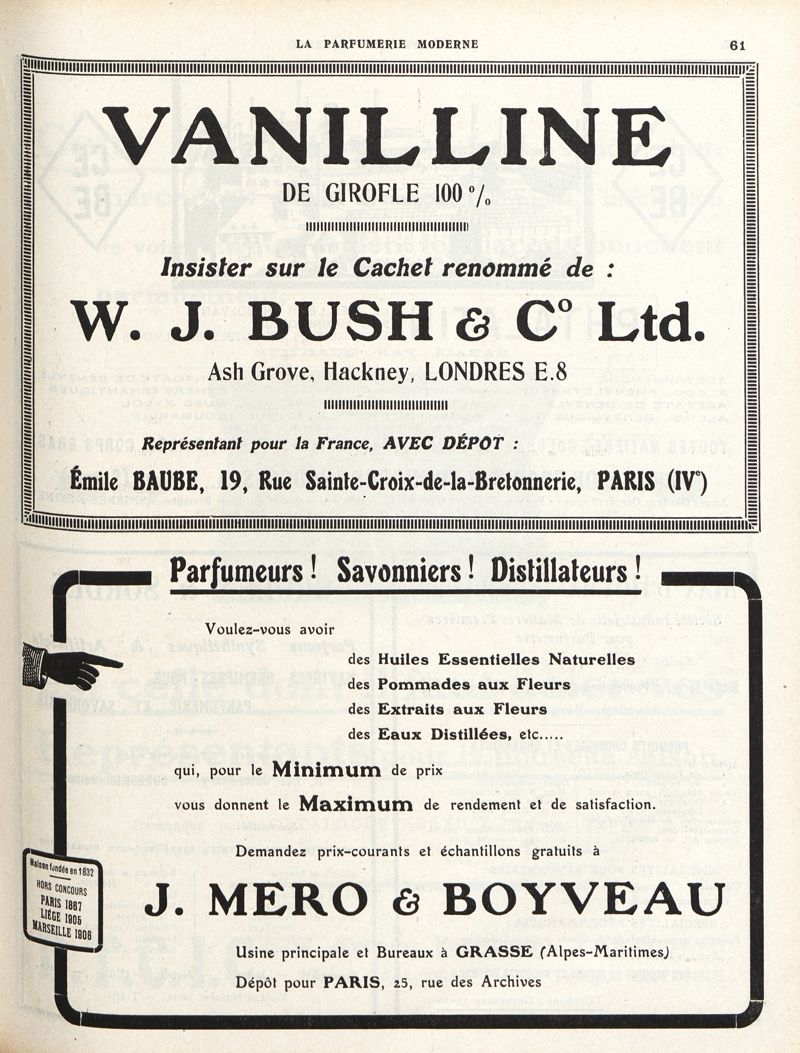 LA PARFUMERIE MODERNE
61
VANILLINE
DE GIROFLE 100 %
Insister sur le Cachet renommé de :
W. J. BUSH & Cº Ltd.
Ash Grove, Hackney, LONDRES E.8
Représentant pour la France, AVEC DÉPOT :
Émile BAUBE, 19, Rue Sainte-Croix-de-la-Bretonnerie, PARIS (IVᵉ)
Parfumeurs ! Savonniers ! Distillateurs !
Voulez-vous avoir
des Huiles Essentielles Naturelles
des Pommades aux Fleurs
des Extraits aux Fleurs
des Eaux Distillées, etc.....
qui, pour le Minimum de prix
vous donnent le Maximum de rendement et de satisfaction.
Demandez prix-courants et échantillons gratuits à
J. MERO & BOYVEAU
Maison fondée en 1832
HORS CONCOURS
PARIS 1867
LIÉGE 1905
MARSEILLE 1906
Usine principale et Bureaux à GRASSE (Alpes-Maritimes)
Dépôt pour PARIS, 25, rue des Archives